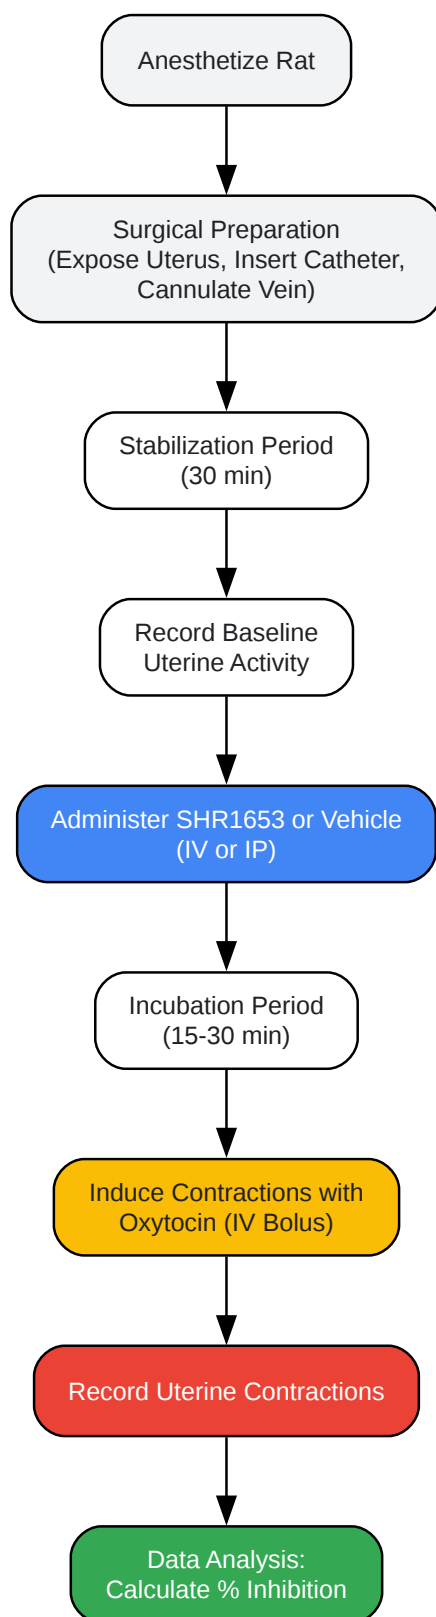 Anesthetize Rat
Surgical Preparation
(Expose Uterus, Insert Catheter,
Cannulate Vein)
Stabilization Period
(30 min)
Record Baseline
Uterine Activity
Administer SHR1653 or Vehicle
(IV or IP)
Incubation Period
(15-30 min)
Induce Contractions with
Oxytocin (IV Bolus)
Record Uterine Contractions
Data Analysis:
Calculate % Inhibition